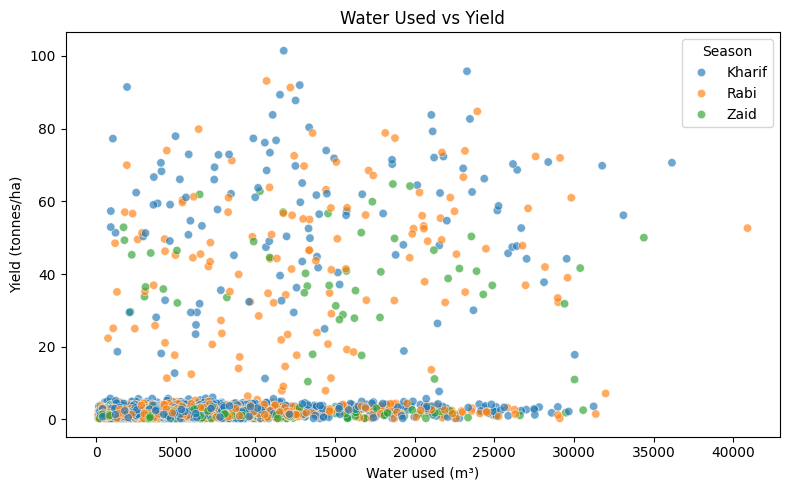 Water Used vs Yield
Season
Kharif
Rabi
Zaid
Yield (tonnes/ha)
100
80
60
40
20
0
0 5000 10000 15000 20000 25000 30000 35000 40000
Water used (m³)